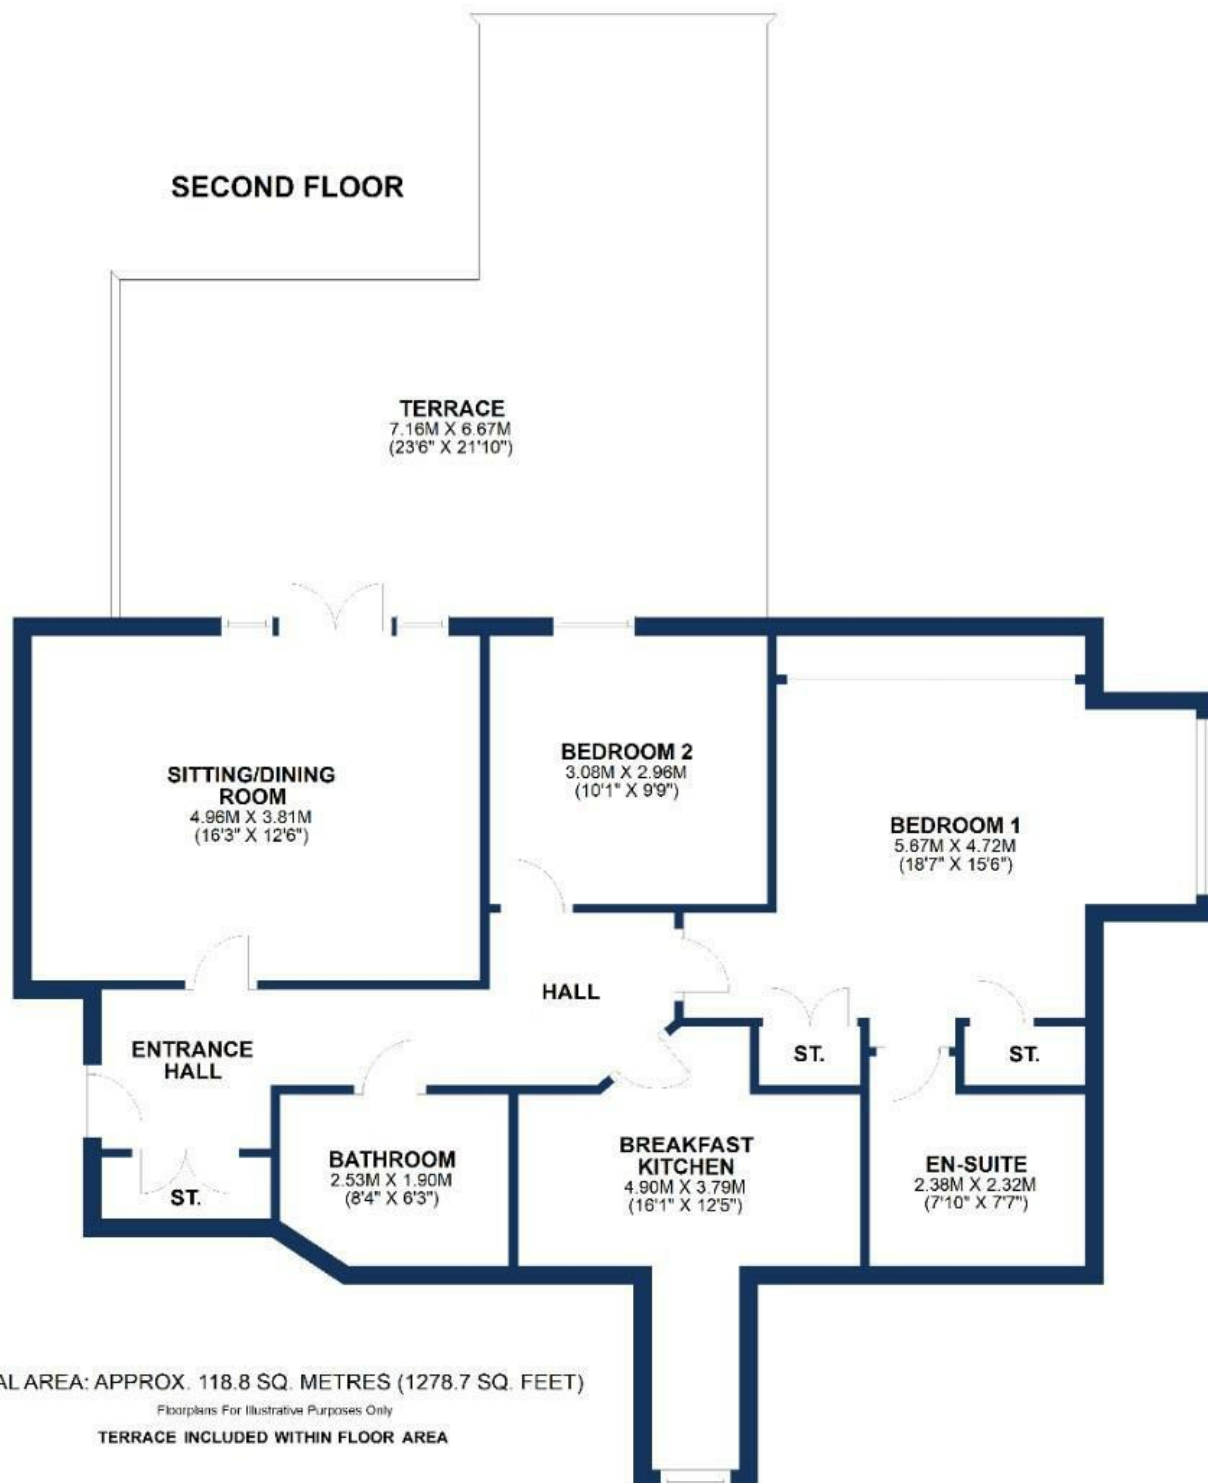 SECOND FLOOR
TERRACE
7.16M X 6.67M
(23'6" X 21'10")
SITTING/DINING
ROOM
4.96M X 3.81M
(16'3" X 12'6")
BEDROOM 2
3.08M X 2.96M
(10'1" X 9'9")
BEDROOM 1
5.67M X 4.72M
(18'7" X 15'6")
HALL
ENTRANCE
HALL
ST.
ST.
BATHROOM
2.53M X 1.90M
(8'4" X 6'3")
BREAKFAST
KITCHEN
4.90M X 3.79M
(16'1" X 12'5")
EN-SUITE
2.38M X 2.32M
(7'10" X 7'7")
ST.
AL AREA: APPROX. 118.8 SQ. METRES (1278.7 SQ. FEET)
Floorplans For Illustrative Purposes Only
TERRACE INCLUDED WITHIN FLOOR AREA